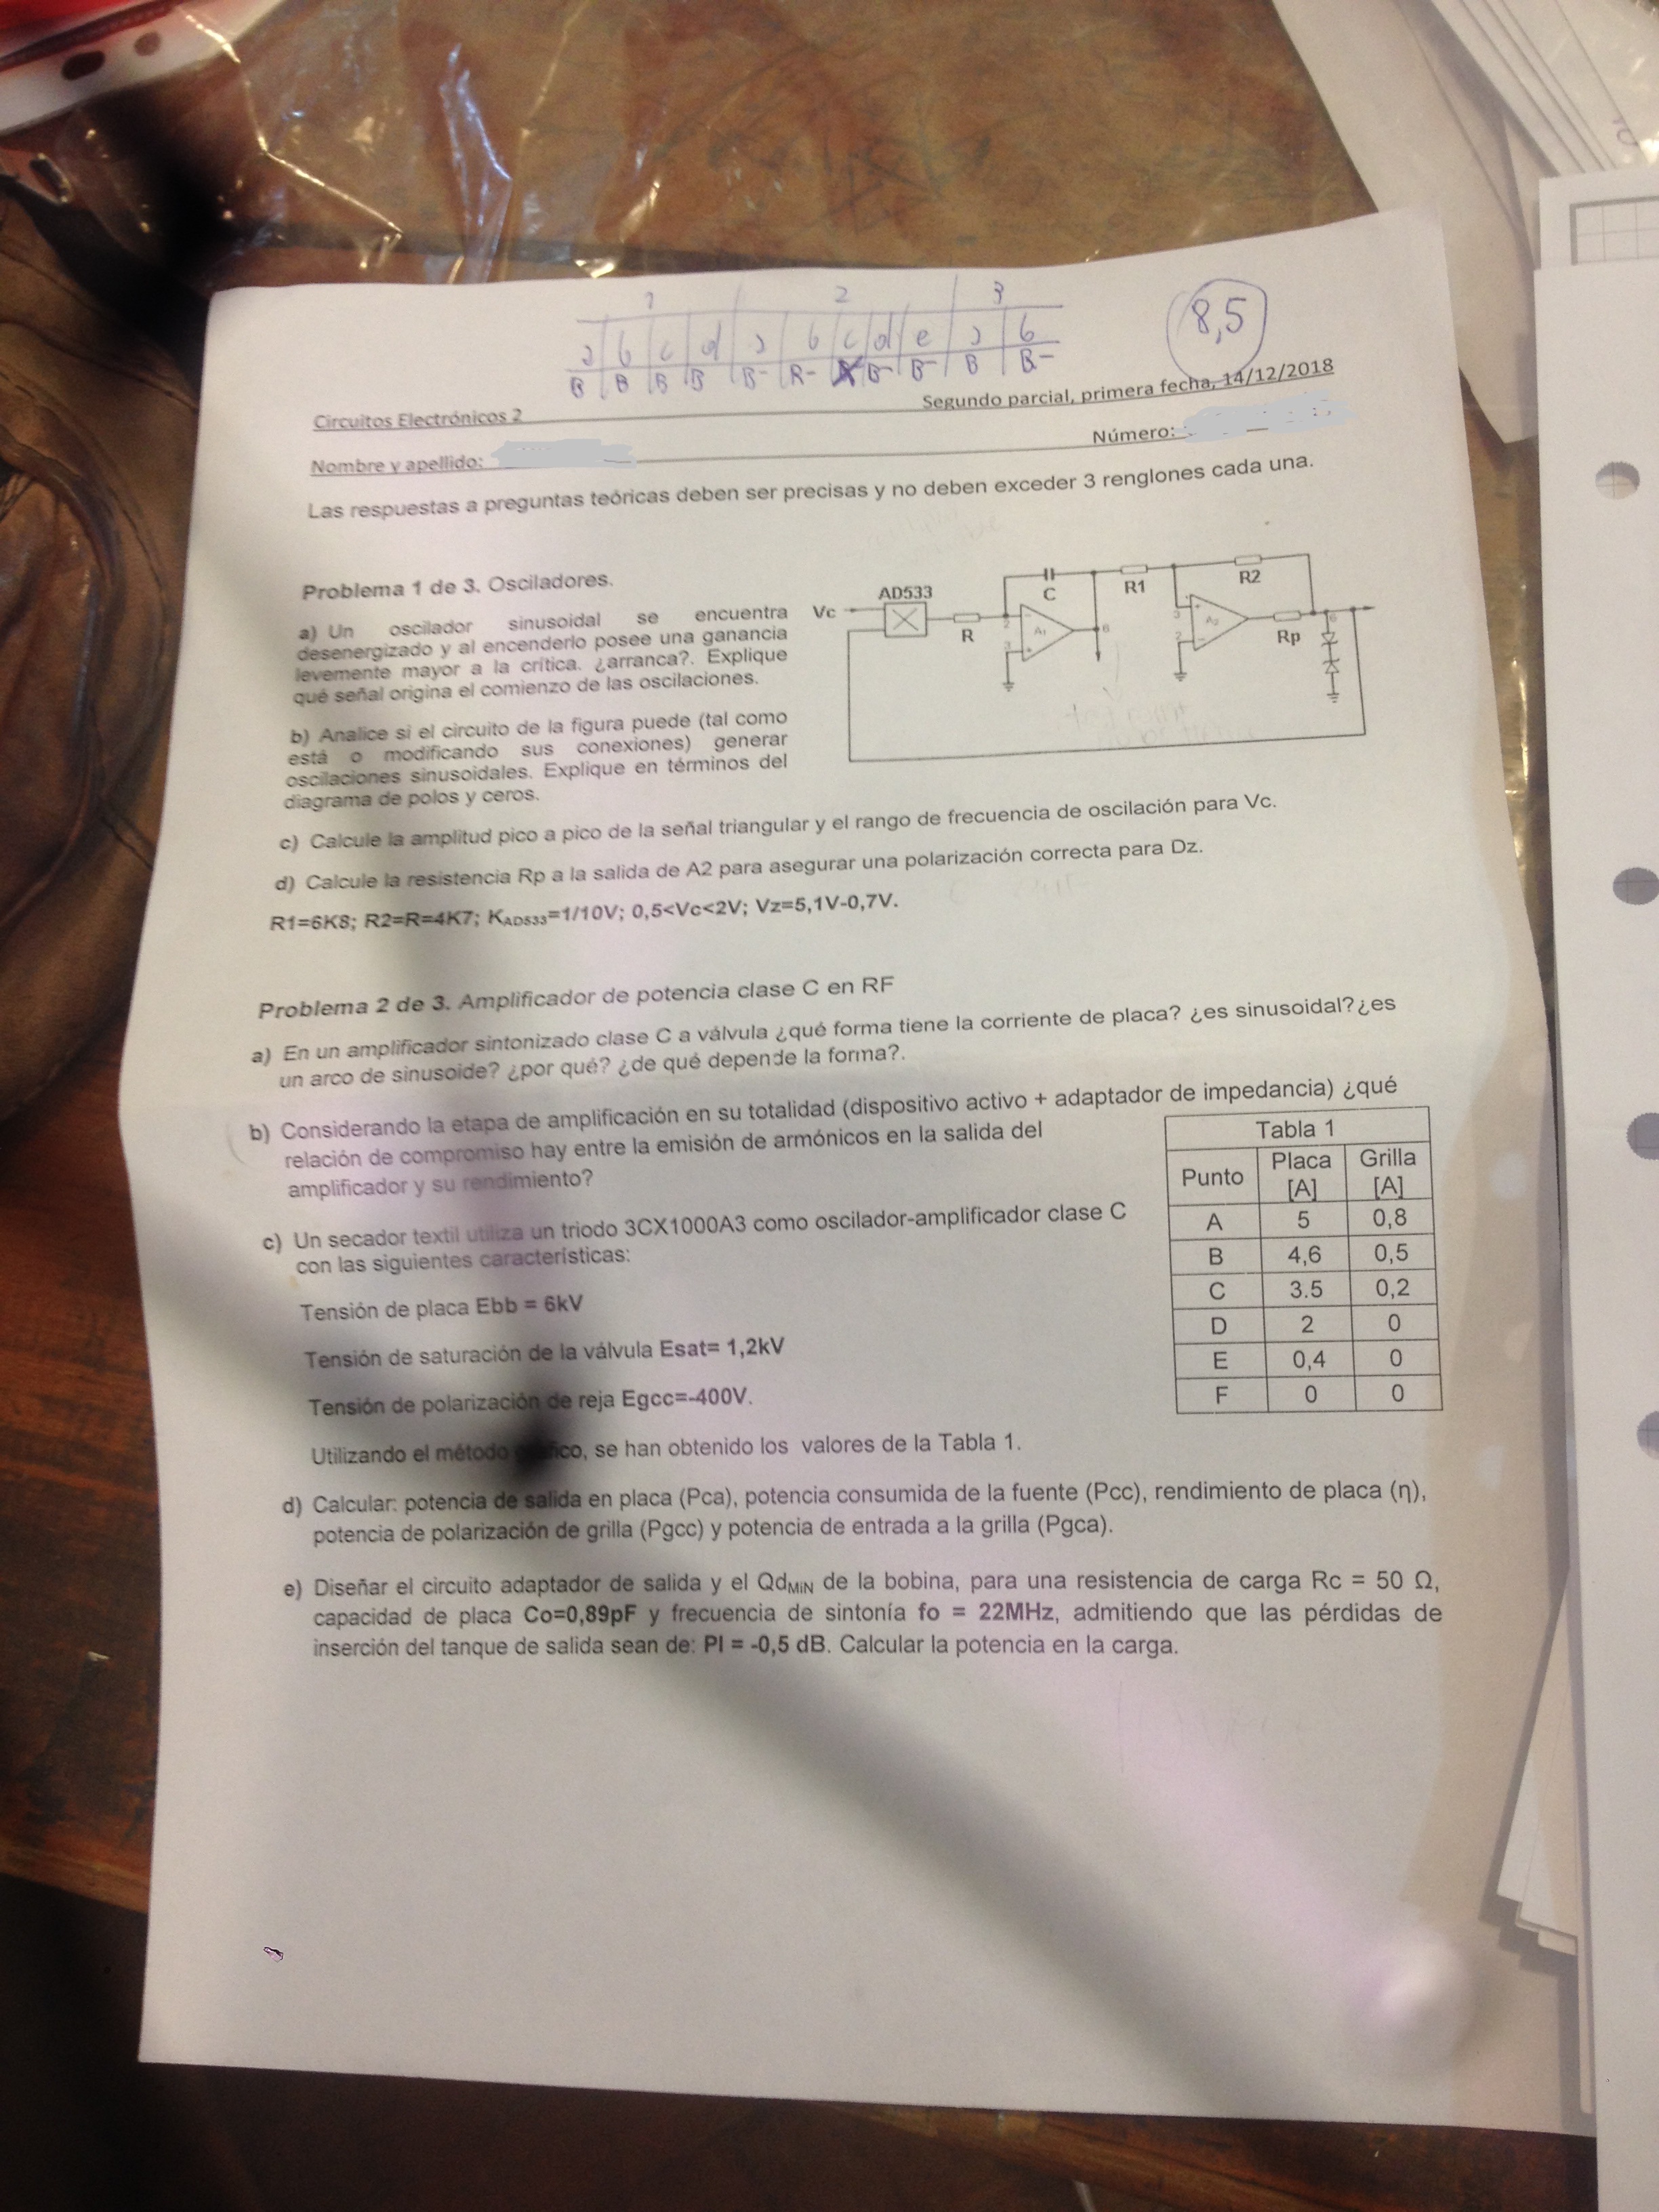 1 2 3
a b c d a b c d e a b
B B B B B- R- B- B- B B-
8,5
Segundo parcial, primera fecha, 14/12/2018
Circuitos Electrónicos 2
Número:
Nombre y apellido:
Las respuestas a preguntas teóricas deben ser precisas y no deben exceder 3 renglones cada una.
Problema 1 de 3. Osciladores.
a) Un oscilador sinusoidal se encuentra
desenergizado y al encenderlo posee una ganancia
levemente mayor a la crítica. ¿arranca?. Explique
qué señal origina el comienzo de las oscilaciones.
b) Analice si el circuito de la figura puede (tal como
está o modificando sus conexiones) generar
oscilaciones sinusoidales. Explique en términos del
diagrama de polos y ceros.
Vc AD533 R C R1 R2
2 3 A1 6 3 2 A2 Rp 6
c) Calcule la amplitud pico a pico de la señal triangular y el rango de frecuencia de oscilación para Vc.
d) Calcule la resistencia Rp a la salida de A2 para asegurar una polarización correcta para Dz.
R1=6K8; R2=R=4K7; KAD533=1/10V; 0,5<Vc<2V; Vz=5,1V-0,7V.
Problema 2 de 3. Amplificador de potencia clase C en RF
a) En un amplificador sintonizado clase C a válvula ¿qué forma tiene la corriente de placa? ¿es sinusoidal?¿es
un arco de sinusoide? ¿por qué? ¿de qué depende la forma?.
b) Considerando la etapa de amplificación en su totalidad (dispositivo activo + adaptador de impedancia) ¿qué
relación de compromiso hay entre la emisión de armónicos en la salida del
amplificador y su rendimiento?
c) Un secador textil utiliza un triodo 3CX1000A3 como oscilador-amplificador clase C
con las siguientes características:
Tensión de placa Ebb = 6kV
Tensión de saturación de la válvula Esat= 1,2kV
Tensión de polarización de reja Egcc=-400V.
Utilizando el método gráfico, se han obtenido los valores de la Tabla 1.
Tabla 1
Punto Placa [A] Grilla [A]
A 5 0,8
B 4,6 0,5
C 3.5 0,2
D 2 0
E 0,4 0
F 0 0
d) Calcular: potencia de salida en placa (Pca), potencia consumida de la fuente (Pcc), rendimiento de placa (η),
potencia de polarización de grilla (Pgcc) y potencia de entrada a la grilla (Pgca).
e) Diseñar el circuito adaptador de salida y el QdMIN de la bobina, para una resistencia de carga Rc = 50 Ω,
capacidad de placa Co=0,89pF y frecuencia de sintonía fo = 22MHz, admitiendo que las pérdidas de
inserción del tanque de salida sean de: PI = -0,5 dB. Calcular la potencia en la carga.